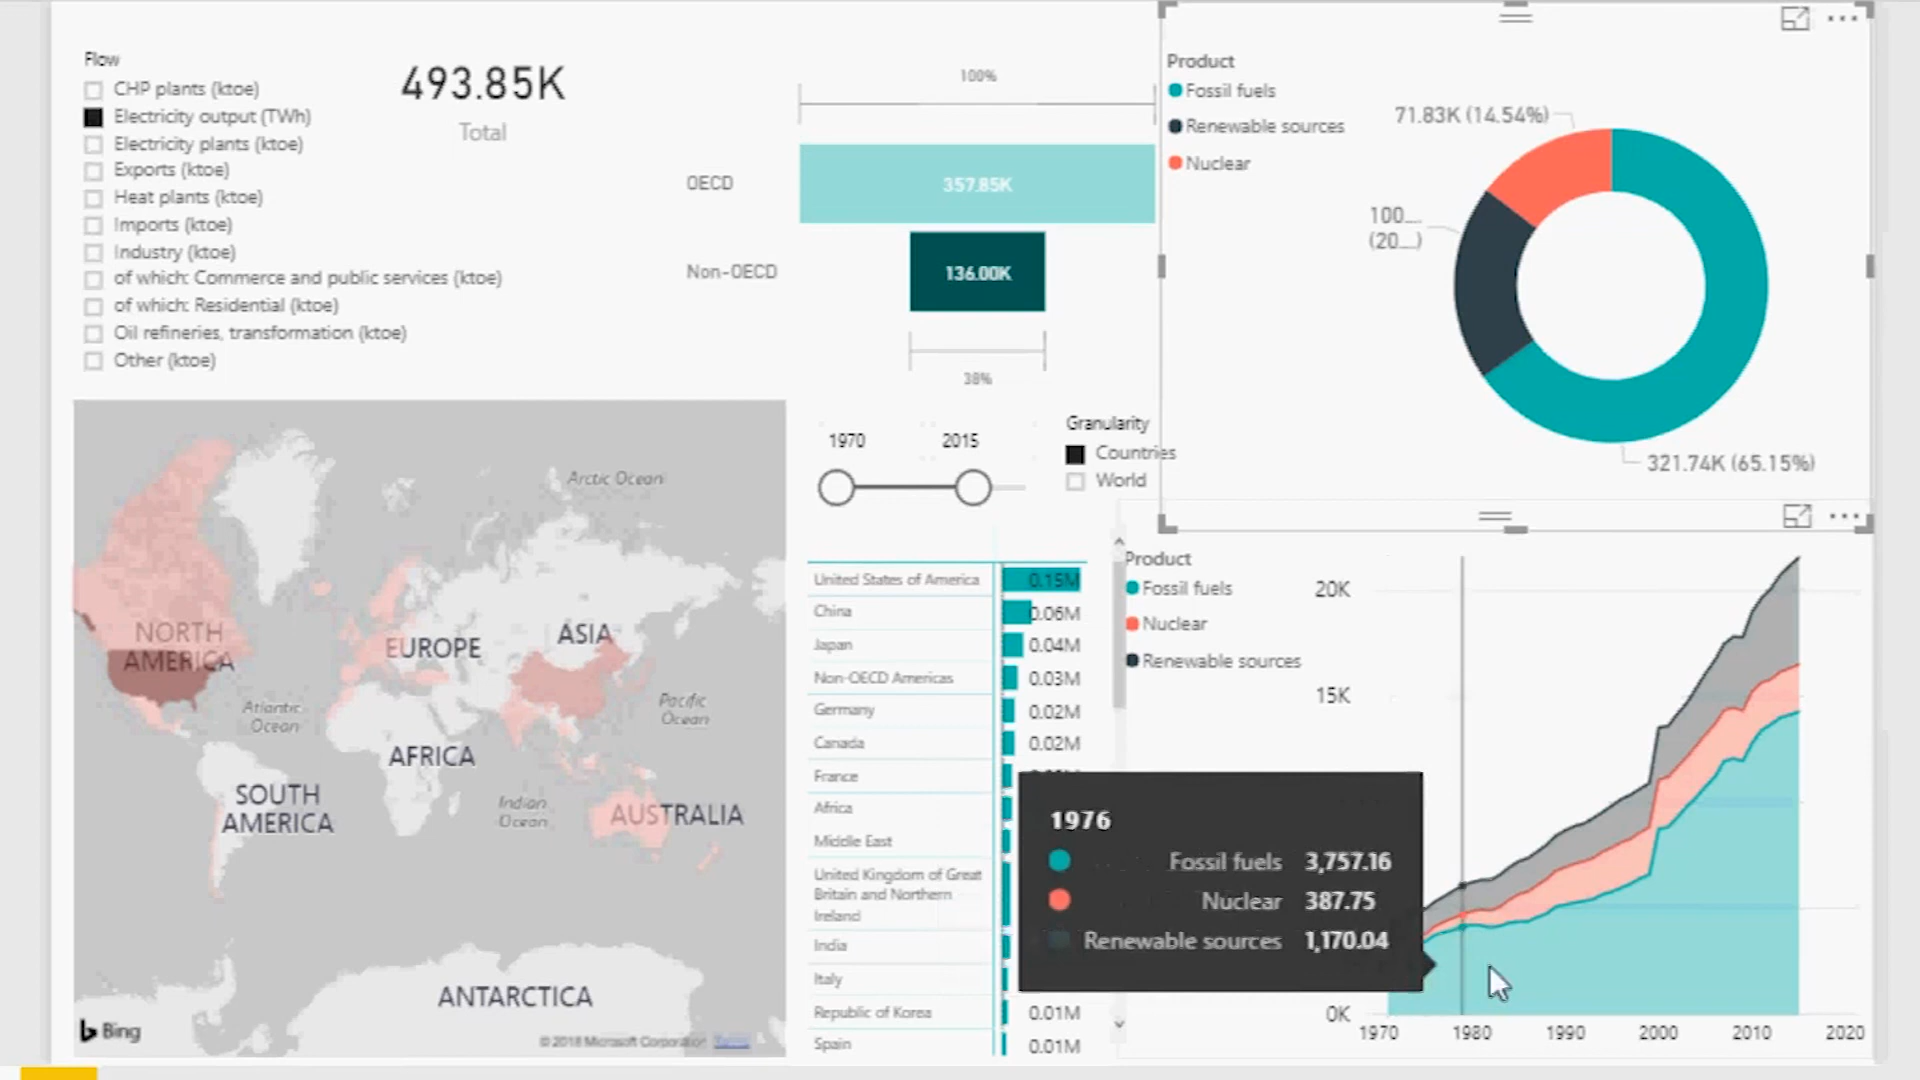 Flow
CHP plants (ktoe)
Electricity output (TWh)
Electricity plants (ktoe)
Exports (ktoe)
Heat plants (ktoe)
Imports (ktoe)
Industry (ktoe)
of which: Commerce and public services (ktoe)
of which: Residential (ktoe)
Oil refineries, transformation (ktoe)
Other (ktoe)
493.85K
Total
100%
OECD
357.85K
Non-OECD
136.00K
38%
Product
Fossil fuels
Renewable sources
Nuclear
71.83K (14.54%)
100...
(20...)
321.74K (65.15%)
1970
2015
Granularity
Countries
World
Arctic Ocean
NORTH
AMERICA
EUROPE
ASIA
Atlantic
Ocean
Pacific
Ocean
AFRICA
SOUTH
AMERICA
Indian
Ocean
AUSTRALIA
ANTARCTICA
Bing
© 2018 Microsoft Corporation Terms
United States of America 0.15M
China 0.06M
Japan 0.04M
Non-OECD Americas 0.03M
Germany 0.02M
Canada 0.02M
France
Africa
Middle East
United Kingdom of Great
Britain and Northern
Ireland
India
Italy
Republic of Korea 0.01M
Spain 0.01M
Product
Fossil fuels
Nuclear
Renewable sources
20K
15K
0K
1976
Fossil fuels 3,757.16
Nuclear 387.75
Renewable sources 1,170.04
1970 1980 1990 2000 2010 2020